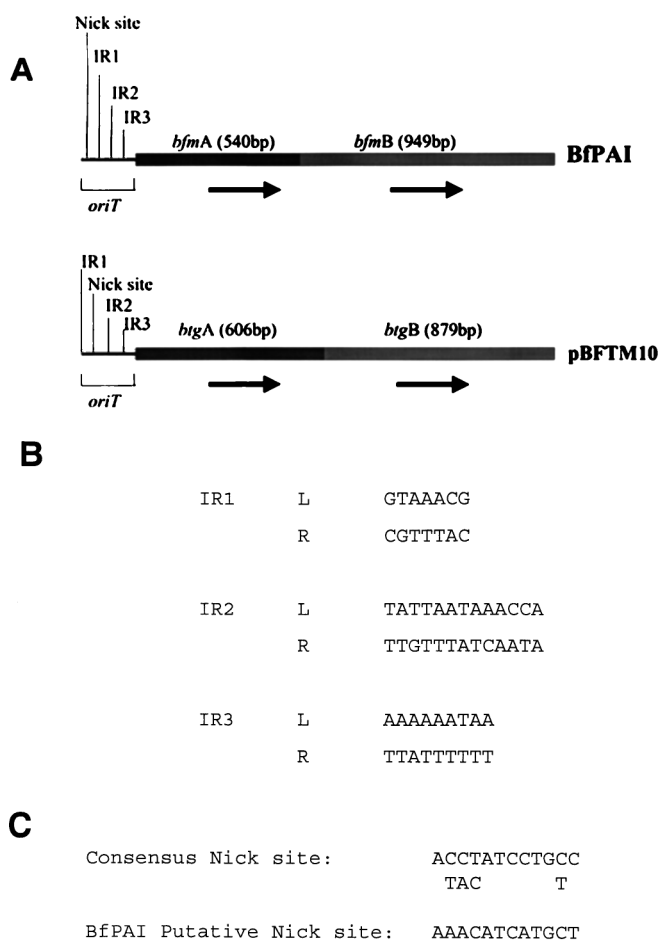 A
Nick site
IR1
IR2
IR3
bfmA (540bp) bfmB (949bp)
BfPAI
oriT
IR1
Nick site
IR2
IR3
btgA (606bp) btgB (879bp)
pBFTM10
oriT
B
IR1 L GTAAACG
R CGTTTAC
IR2 L TATTAATAAACCA
R TTGTTTATCAATA
IR3 L AAAAAATAA
R TTATTTTTT
C
Consensus Nick site: ACCTATCCTGCC
TAC T
BfPAI Putative Nick site: AAACATCATGCT